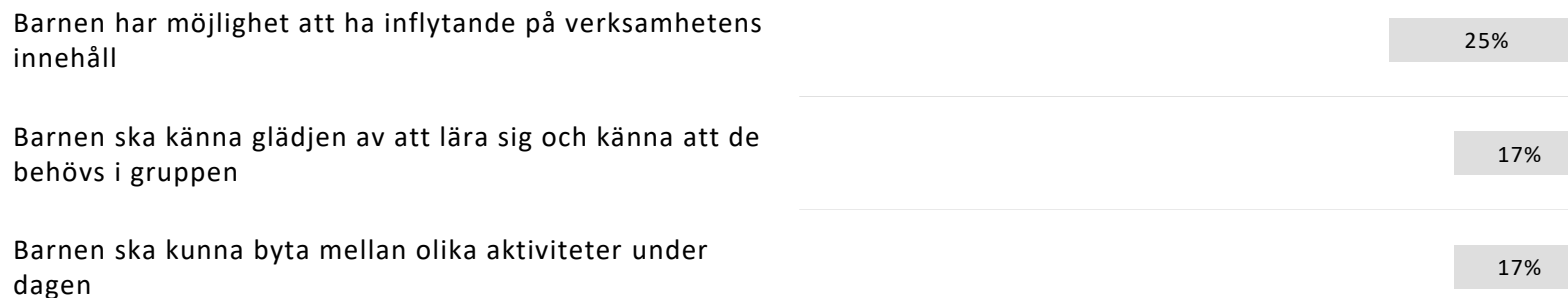 Barnen har möjlighet att ha inflytande på verksamhetens
innehåll
25%
Barnen ska känna glädjen av att lära sig och känna att de
behövs i gruppen
17%
Barnen ska kunna byta mellan olika aktiviteter under
dagen
17%